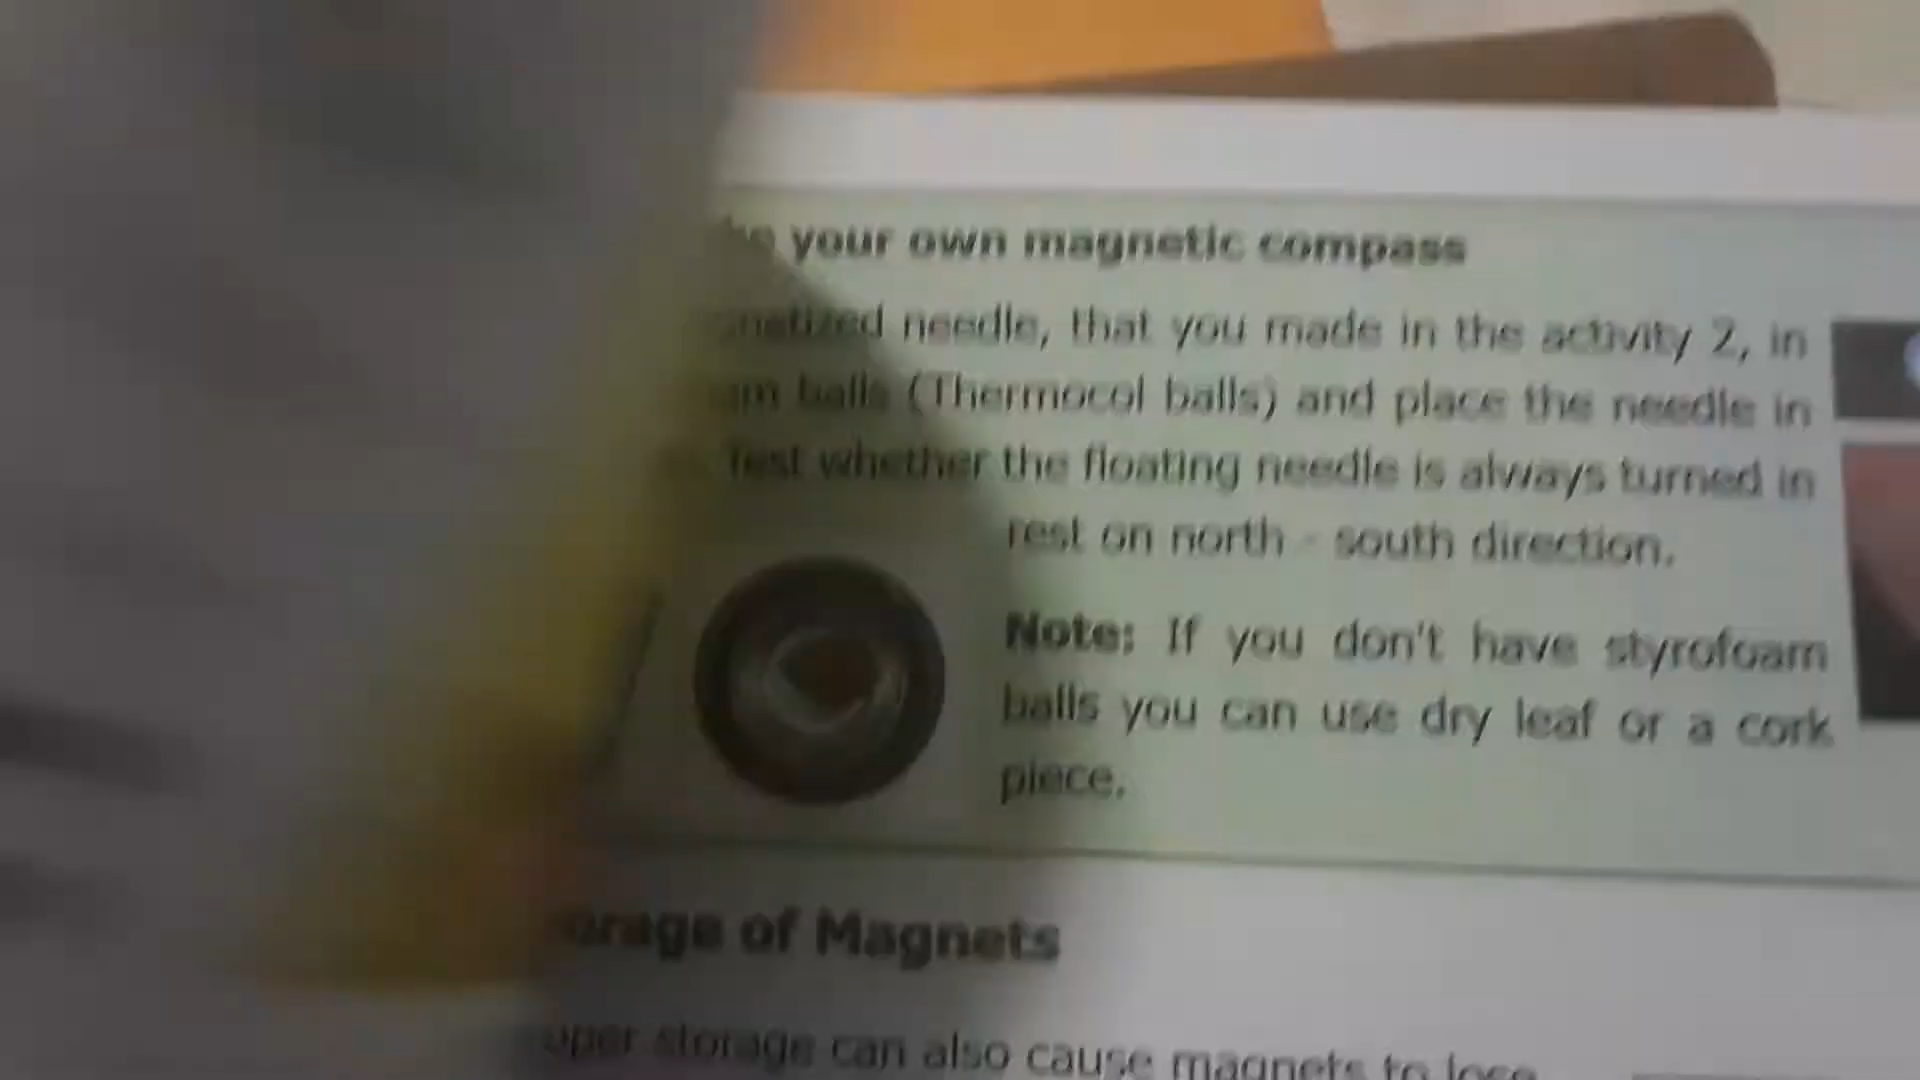 your own magnetic compass
needle, that you made in the activity 2, in
balls (Thermocol balls) and place the needle in
Test whether the floating needle is always turned in
rest on north - south direction.
Note: If you don't have styrofoam
balls you can use dry leaf or a cork
piece.
of Magnets
storage can also cause magnets to lose